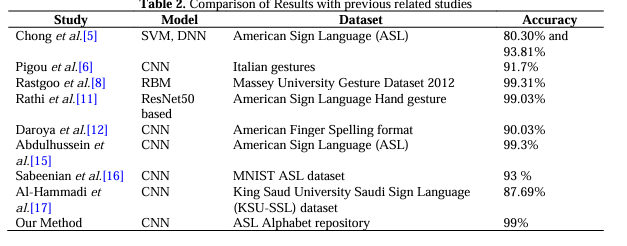 Table 2. Comparison of Results with previous related studies
Study Model Dataset Accuracy
Chong et al.[5] SVM, DNN American Sign Language (ASL) 80.30% and
93.81%
Pigou et al.[6] CNN Italian gestures 91.7%
Rastgoo et al.[8] RBM Massey University Gesture Dataset 2012 99.31%
Rathi et al.[11] ResNet50 American Sign Language Hand gesture 99.03%
based
Daroya et al.[12] CNN American Finger Spelling format 90.03%
Abdulhussein et CNN American Sign Language (ASL) 99.3%
al.[15]
Sabeenian et al.[16] CNN MNIST ASL dataset 93 %
Al-Hammadi et CNN King Saud University Saudi Sign Language 87.69%
al.[17] (KSU-SSL) dataset
Our Method CNN ASL Alphabet repository 99%